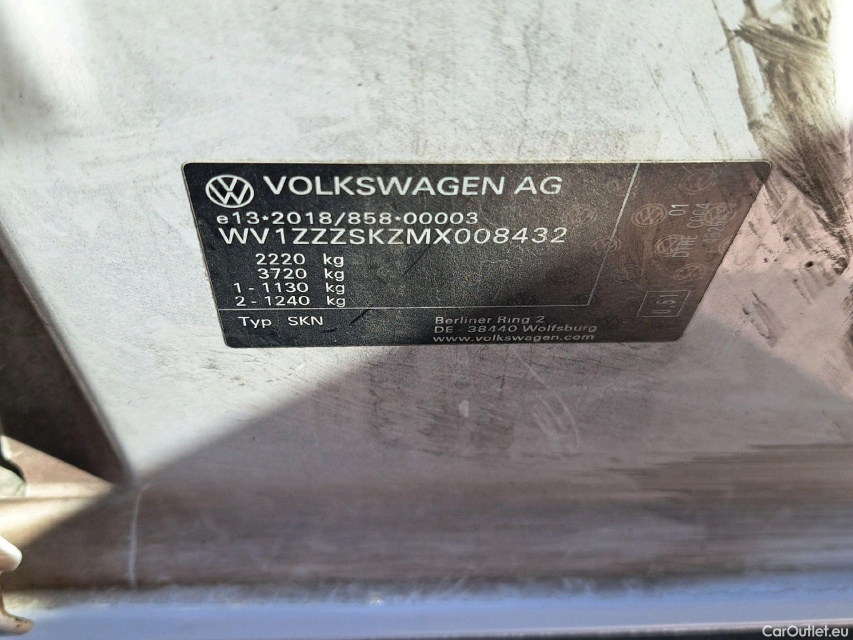 VOLKSWAGEN AG
e13*2018/858*00003
WV1ZZZSKZMX008432
2220 kg
3720 kg
1 - 1130 kg
2 - 1240 kg
Typ SKN
Berliner Ring 2
DE - 38440 Wolfsburg
www.volkswagen.com
01
CarOutlet.eu